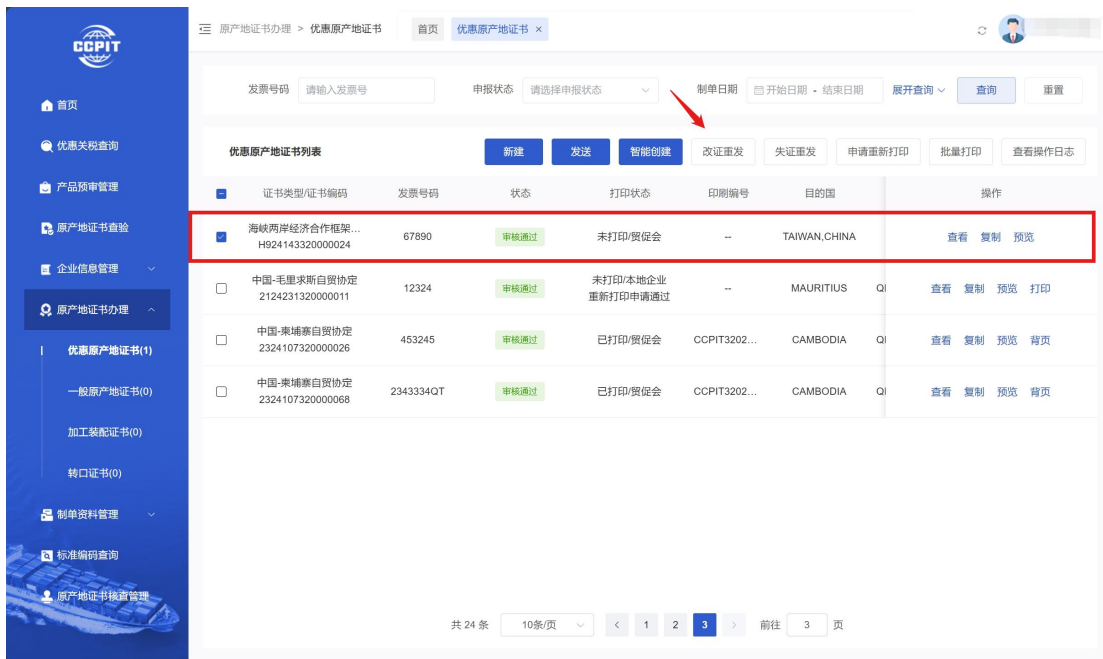 CCPIT
原产地证书办理 > 优惠原产地证书
首页
优惠原产地证书 ×
首页
优惠关税查询
产品预审管理
原产地证书查验
企业信息管理
原产地证书办理
优惠原产地证书(1)
一般原产地证书(0)
加工装配证书(0)
转口证书(0)
制单资料管理
标准编码查询
原产地证书核查管理
发票号码 请输入发票号 申报状态 请选择申报状态 制单日期 开始日期 - 结束日期 展开查询 查询 重置
优惠原产地证书列表 新建 发送 智能创建 改证重发 失证重发 申请重新打印 批量打印 查看操作日志
证书类型/证书编码 发票号码 状态 打印状态 印刷编号 目的国 操作
海峡两岸经济合作框架...
H924143320000024 67890 审核通过 未打印/贸促会 -- TAIWAN,CHINA 查看 复制 预览
中国-毛里求斯自贸协定 未打印/本地企业
2124231320000011 12324 审核通过 重新打印申请通过 -- MAURITIUS 查看 复制 预览 打印
中国-柬埔寨自贸协定
2324107320000026 453245 审核通过 已打印/贸促会 CCPIT3202... CAMBODIA 查看 复制 预览 背页
中国-柬埔寨自贸协定
2324107320000068 2343334QT 审核通过 已打印/贸促会 CCPIT3202... CAMBODIA 查看 复制 预览 背页
共 24 条 10条/页 < 1 2 3 > 前往 3 页